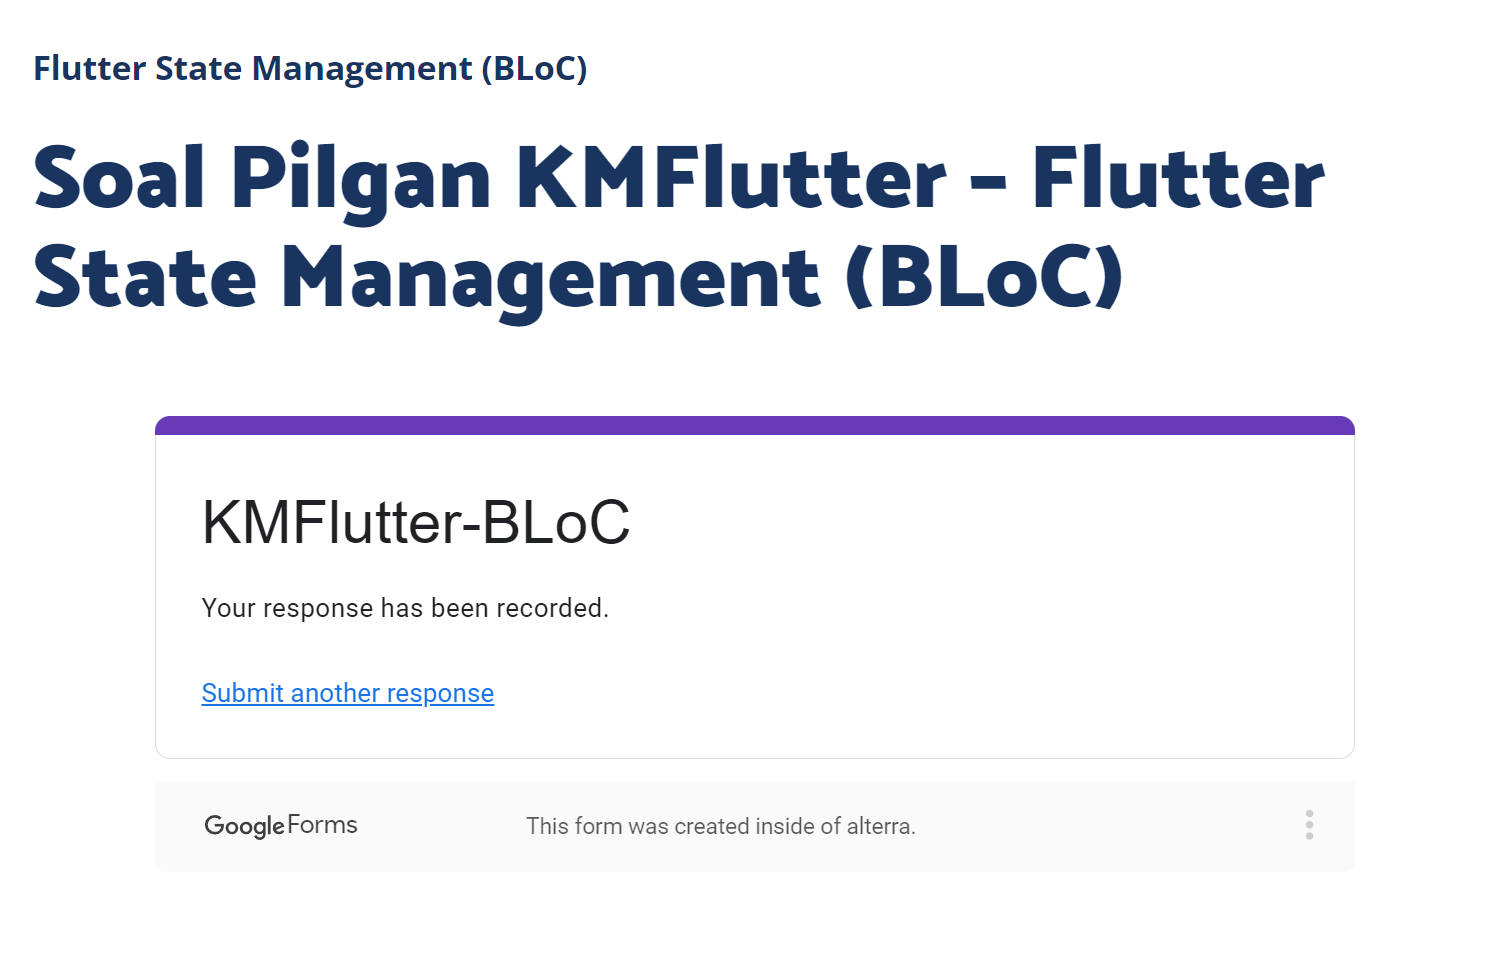 Flutter State Management (BLoC)
Soal Pilgan KMFlutter – Flutter
State Management (BLoC)
KMFlutter-BLoC
Your response has been recorded.
Submit another response
Google Forms
This form was created inside of alterra.